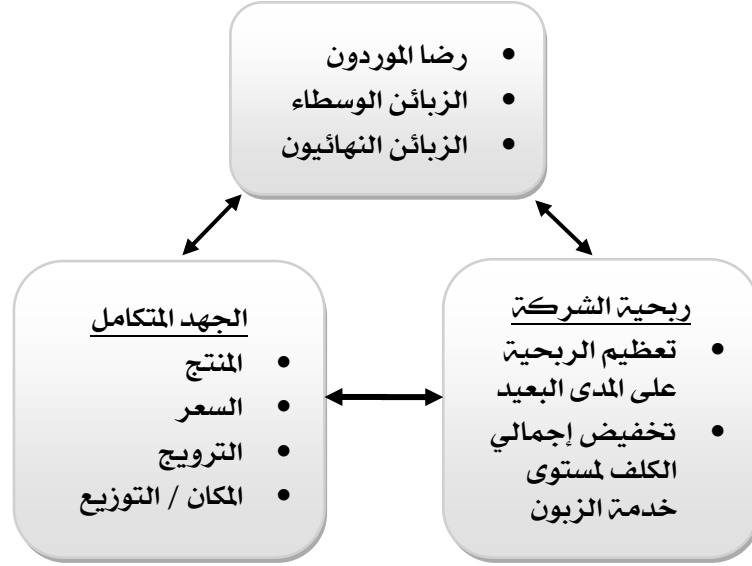 • رضا الموردون
• الزبائن الوسطاء
• الزبائن النهائيون
ربحية الشركة
• تعظيم الربحية
على المدى البعيد
• تخفيض إجمالي
الكلف لمستوى
خدمة الزبون
الجهد المتكامل
• المنتج
• السعر
• الترويج
• المكان / التوزيع